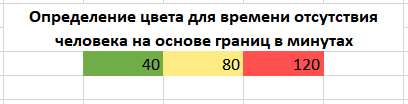 Определение цвета для времени отсутствия
человека на основе границ в минутах
40 80 120